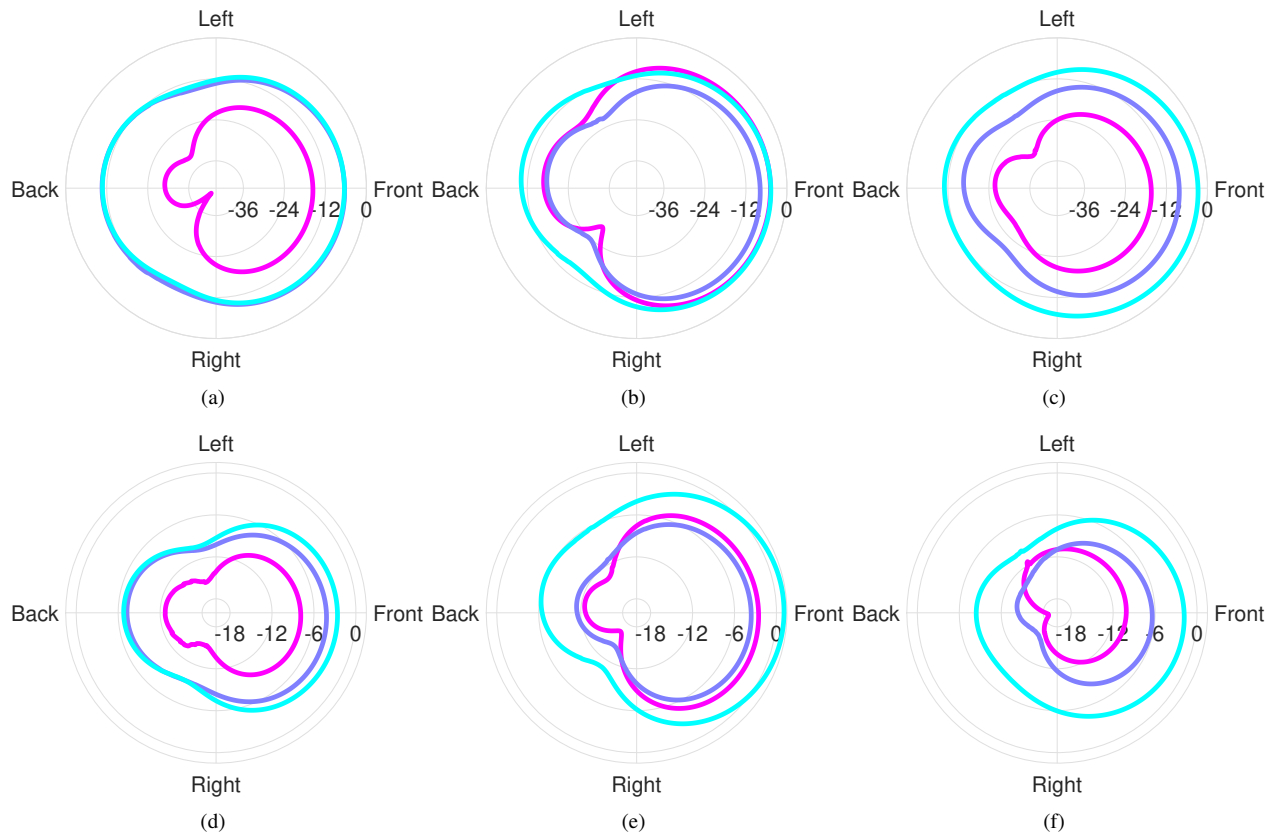 Left Left Left
Back Front Back Front Back Front
-36 -24 -12 0 -36 -24 -12 0 -36 -24 -12 0
Right Right Right
(a) (b) (c)
Left Left Left
Back Front Back Front Back Front
-18 -12 -6 0 -18 -12 -6 0 -18 -12 -6 0
Right Right Right
(d) (e) (f)